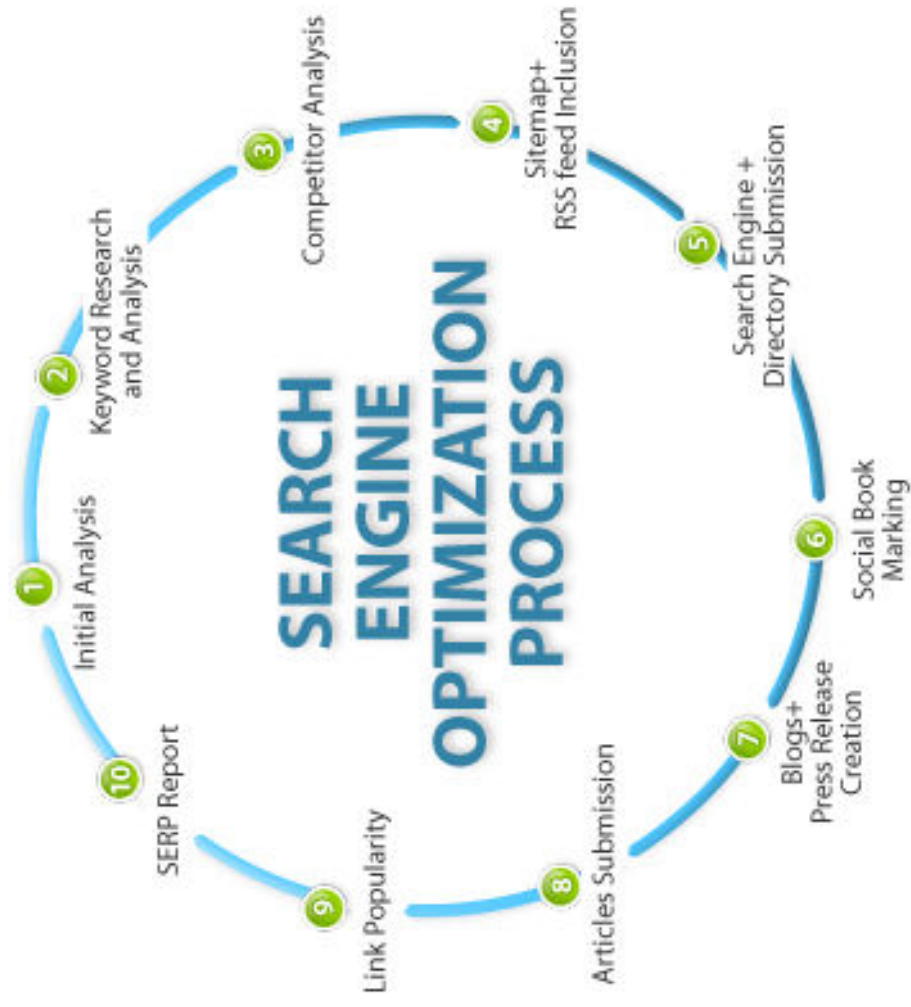 SEARCH
ENGINE
OPTIMIZATION
PROCESS
1
Initial Analysis
2
Keyword Research
and Analysis
3
Competitor Analysis
4
Sitemap+
RSS feed Inclusion
5
Search Engine +
Directory Submission
6
Social Book
Marking
7
Blogs+
Press Release
Creation
8
Articles Submission
9
Link Popularity
10
SERP Report